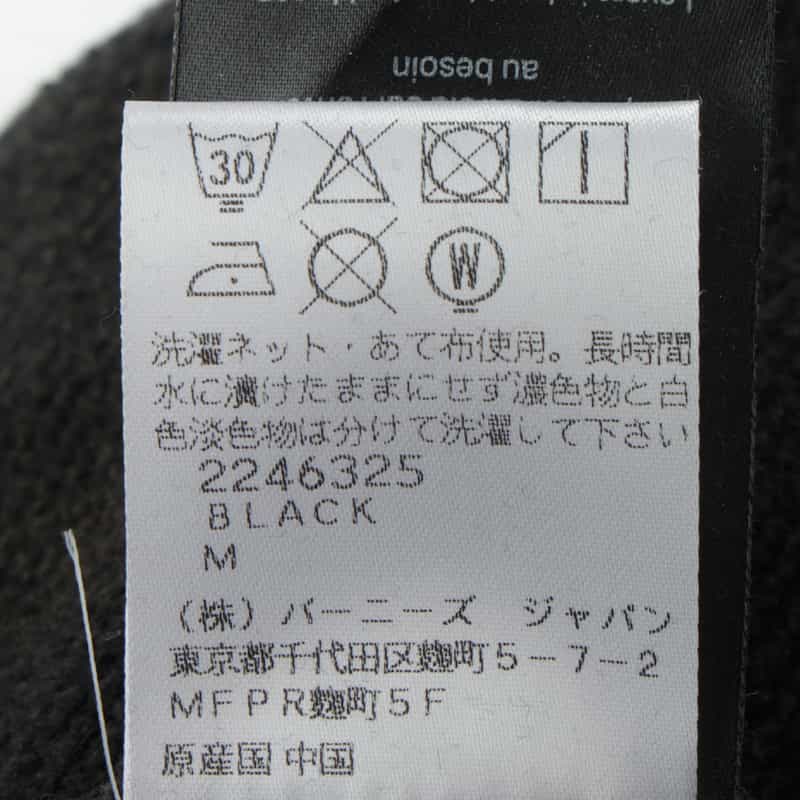 au besoin
30
W
洗濯ネット・あて布使用。長時間
水に漬けたままにせず濃色物と白
色淡色物は分けて洗濯して下さい
2246325
BLACK
M
（株）バーニーズ ジャパン
東京都千代田区麹町5-7-2
MFPR麹町5F
原産国 中国